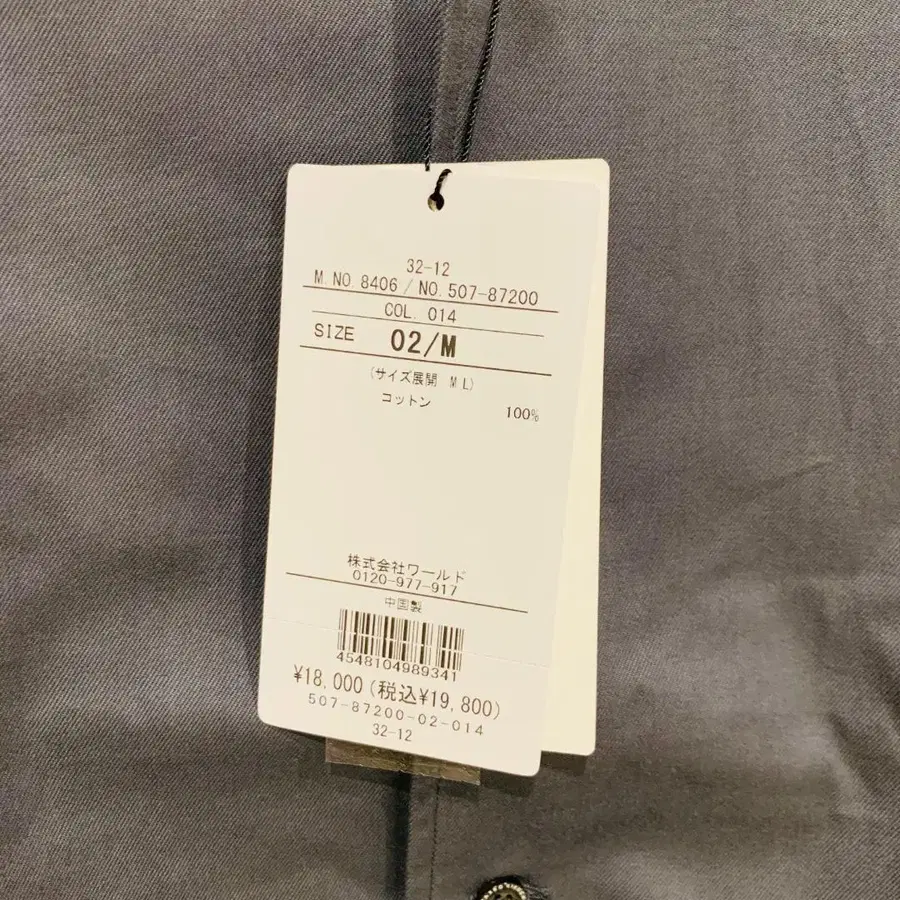 32-12
M.NO.8406 / NO.507-87200
COL. 014
SIZE 02/M
(サイズ展開 M L)
コットン 100%
株式会社ワールド
0120-977-917
中国製
4548104989341
¥18,000(税込¥19,800)
507-87200-02-014
32-12